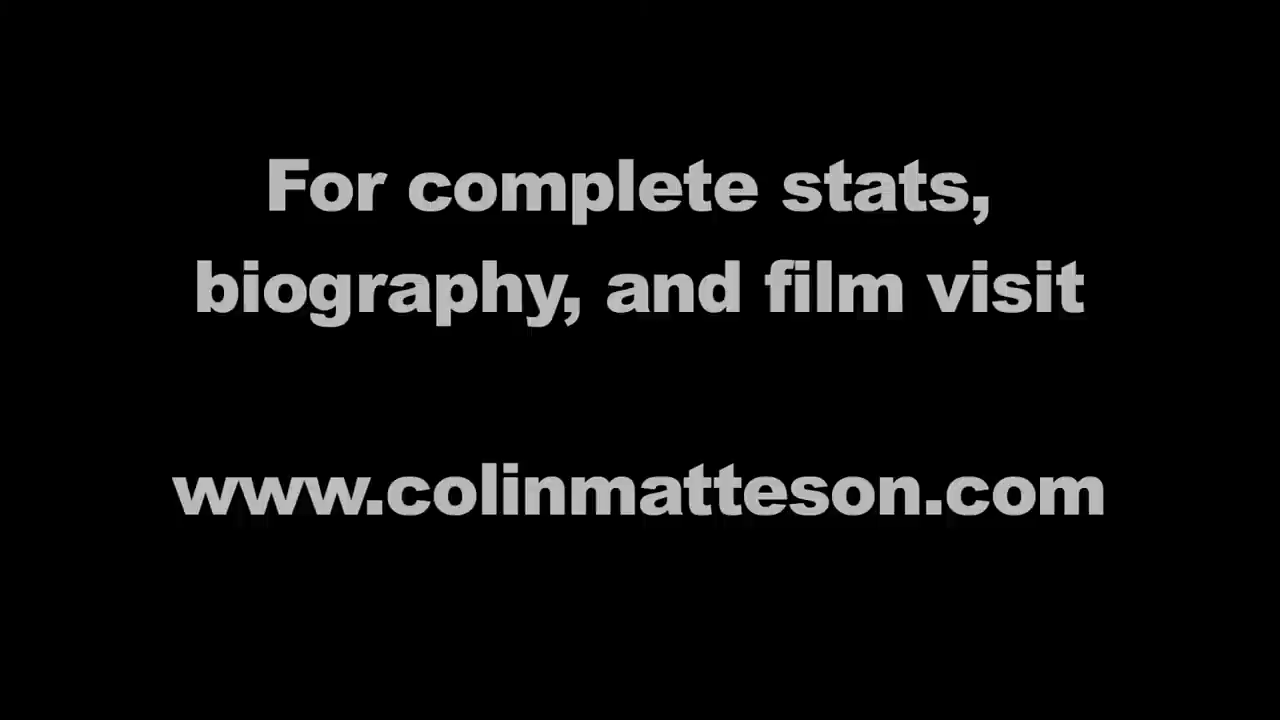 For complete stats,
biography, and film visit
www.colinmatteson.com